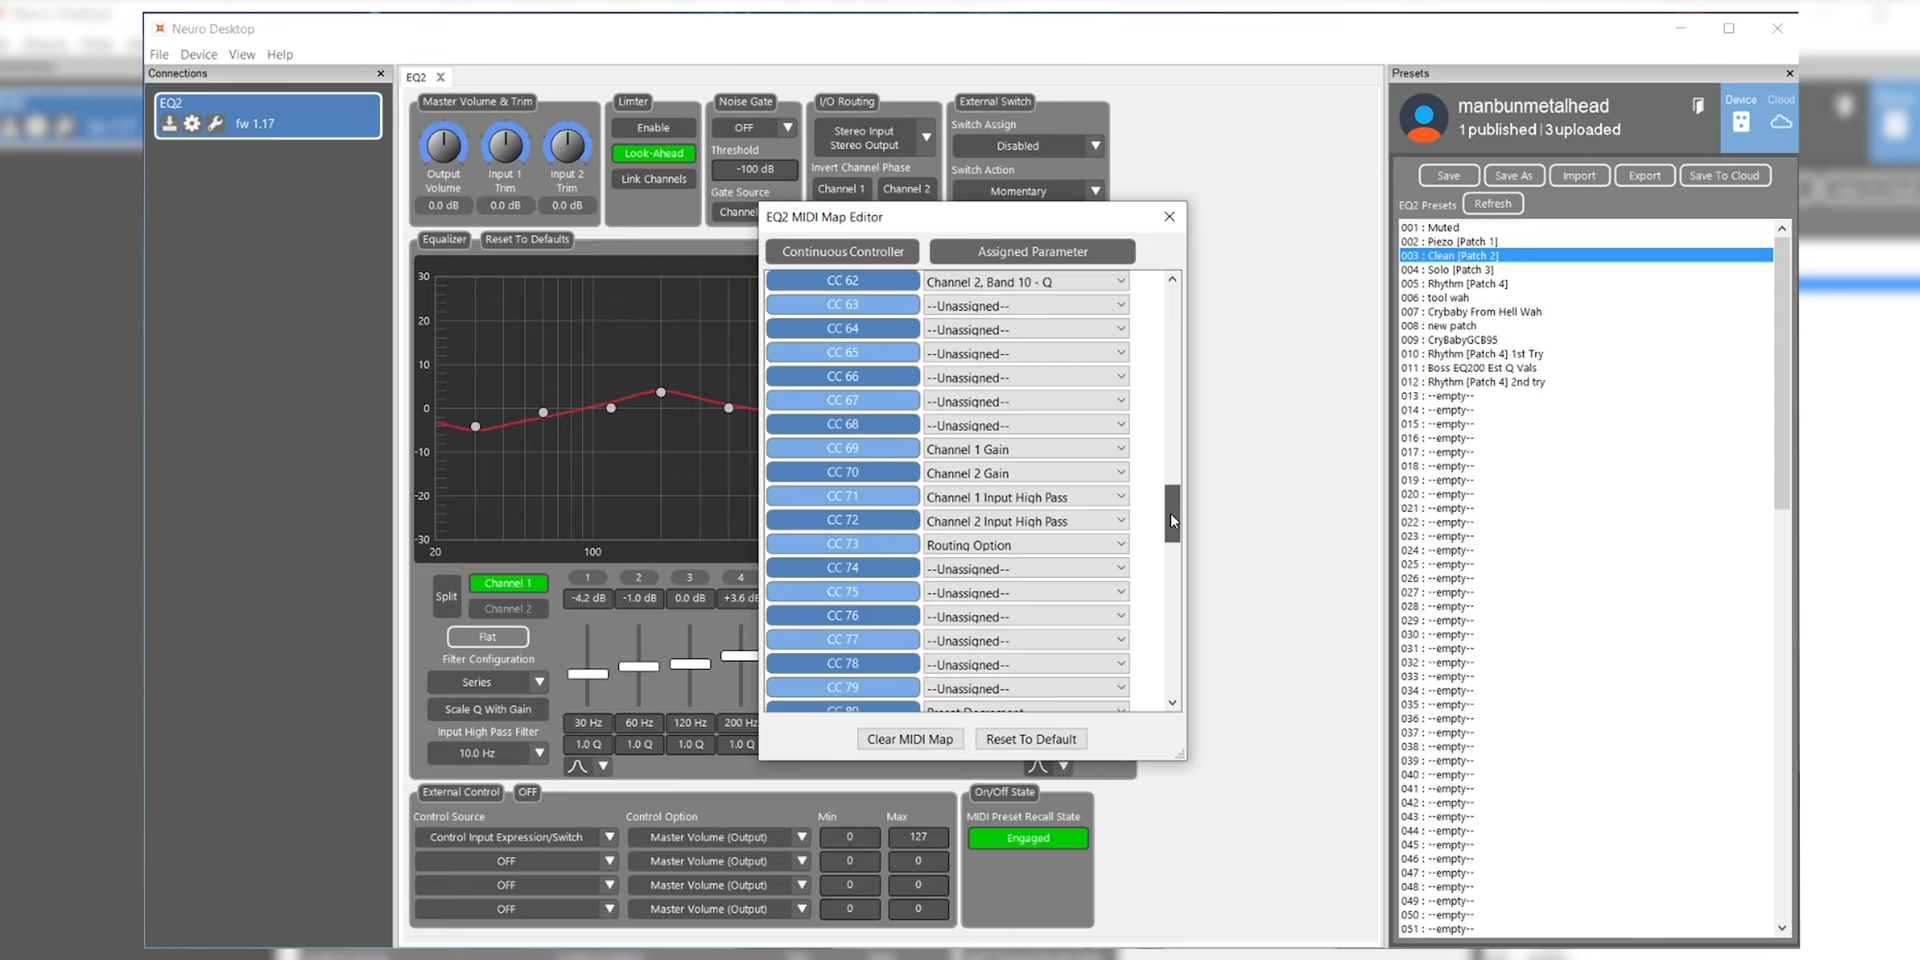 Neuro Desktop
File Device View Help
Connections
EQ2
fw 1.17
EQ2
Master Volume & Trim
Output Volume
Input 1 Trim
Input 2 Trim
0.0 dB 0.0 dB 0.0 dB
Limter
Enable
Look-Ahead
Link Channels
Noise Gate
OFF
Threshold
-100 dB
Gate Source
Channel
I/O Routing
Stereo Input
Stereo Output
Invert Channel Phase
Channel 1 Channel 2
External Switch
Switch Assign
Disabled
Switch Action
Momentary
Equalizer Reset To Defaults
30
20
10
0
-10
-20
-30
20 100
Split
Channel 1
Channel 2
Flat
Filter Configuration
Series
Scale Q With Gain
Input High Pass Filter
10.0 Hz
1 2 3 4
-4.2 dB -1.0 dB 0.0 dB +3.6 dB
30 Hz 60 Hz 120 Hz 200 Hz
1.0 Q 1.0 Q 1.0 Q 1.0 Q
EQ2 MIDI Map Editor
Continuous Controller Assigned Parameter
CC 62 Channel 2, Band 10 - Q
CC 63 --Unassigned--
CC 64 --Unassigned--
CC 65 --Unassigned--
CC 66 --Unassigned--
CC 67 --Unassigned--
CC 68 --Unassigned--
CC 69 Channel 1 Gain
CC 70 Channel 2 Gain
CC 71 Channel 1 Input High Pass
CC 72 Channel 2 Input High Pass
CC 73 Routing Option
CC 74 --Unassigned--
CC 75 --Unassigned--
CC 76 --Unassigned--
CC 77 --Unassigned--
CC 78 --Unassigned--
CC 79 --Unassigned--
CC 80 Preset Decrement
Clear MIDI Map Reset To Default
External Control OFF
Control Source Control Option Min Max
Control Input Expression/Switch Master Volume (Output) 0 127
OFF Master Volume (Output) 0 0
OFF Master Volume (Output) 0 0
OFF Master Volume (Output) 0 0
On/Off State
MIDI Preset Recall State
Engaged
Presets
manbunmetalhead
1 published | 3 uploaded
Device Cloud
Save Save As Import Export Save To Cloud
EQ2 Presets Refresh
001 : Muted
002 : Piezo [Patch 1]
003 : Clean [Patch 2]
004 : Solo [Patch 3]
005 : Rhythm [Patch 4]
006 : tool wah
007 : Crybaby From Hell Wah
008 : new patch
009 : CryBabyGCB95
010 : Rhythm [Patch 4] 1st Try
011 : Boss EQ200 Est Q Vals
012 : Rhythm [Patch 4] 2nd try
013 : --empty--
014 : --empty--
015 : --empty--
016 : --empty--
017 : --empty--
018 : --empty--
019 : --empty--
020 : --empty--
021 : --empty--
022 : --empty--
023 : --empty--
024 : --empty--
025 : --empty--
026 : --empty--
027 : --empty--
028 : --empty--
029 : --empty--
030 : --empty--
031 : --empty--
032 : --empty--
033 : --empty--
034 : --empty--
035 : --empty--
036 : --empty--
037 : --empty--
038 : --empty--
039 : --empty--
040 : --empty--
041 : --empty--
042 : --empty--
043 : --empty--
044 : --empty--
045 : --empty--
046 : --empty--
047 : --empty--
048 : --empty--
049 : --empty--
050 : --empty--
051 : --empty--